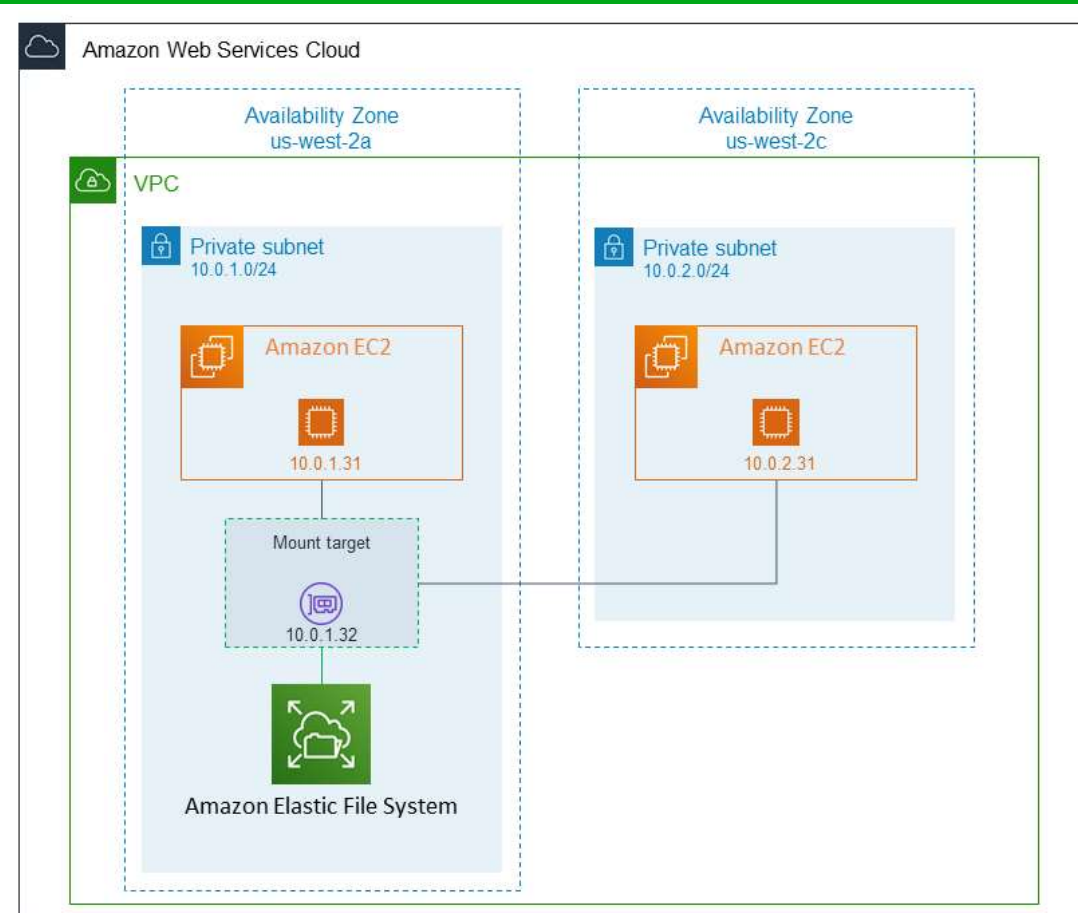 Amazon Web Services Cloud
Availability Zone
us-west-2a
Availability Zone
us-west-2c
VPC
Private subnet
10.0.1.0/24
Private subnet
10.0.2.0/24
Amazon EC2
10.0.1.31
Amazon EC2
10.0.2.31
Mount target
10.0.1.32
Amazon Elastic File System